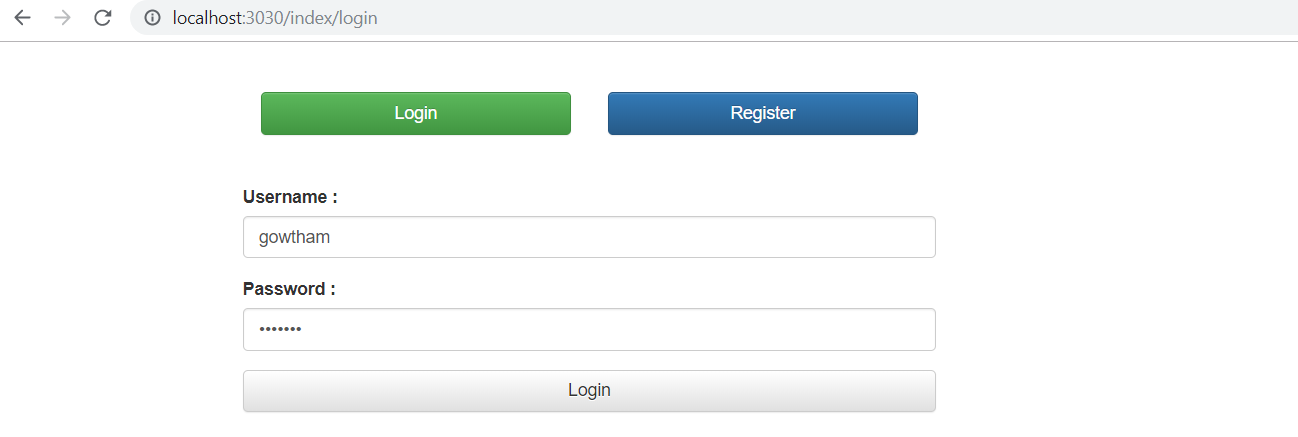 localhost:3030/index/login
Login Register
Username :
gowtham
Password :
•••••••
Login